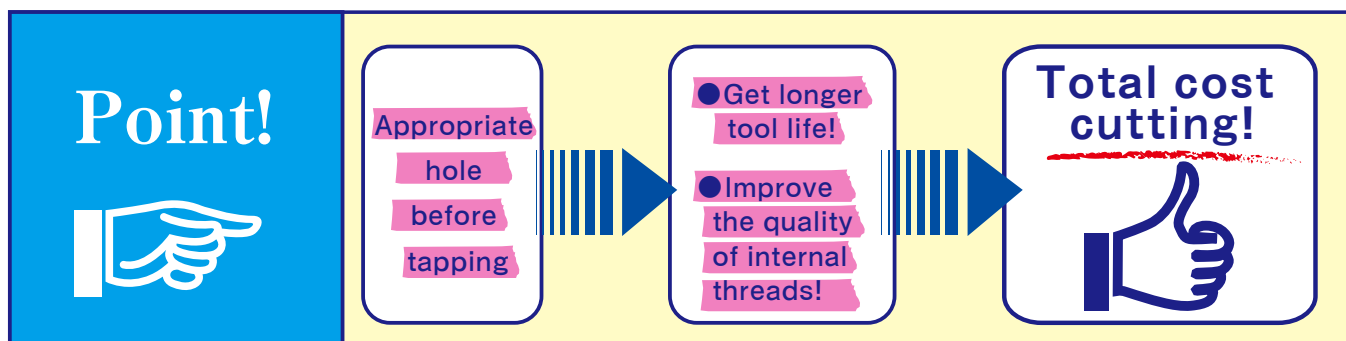 Point!
Appropriate
hole
before
tapping
●Get longer
tool life!
●Improve
the quality
of internal
threads!
Total cost
cutting!